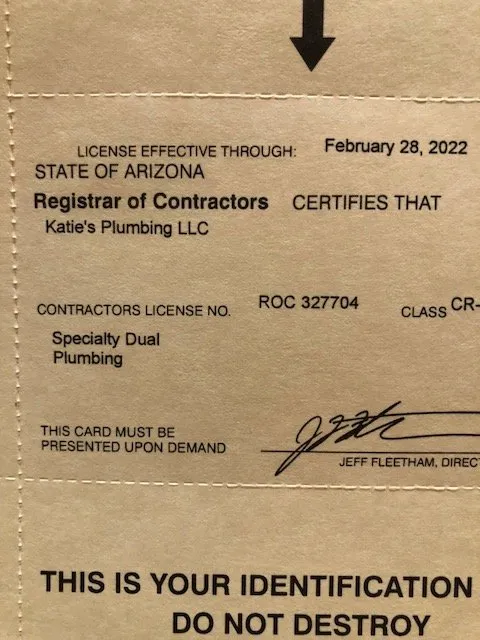 LICENSE EFFECTIVE THROUGH: February 28, 2022
STATE OF ARIZONA
Registrar of Contractors CERTIFIES THAT
Katie's Plumbing LLC
CONTRACTORS LICENSE NO. ROC 327704 CLASS CR-
Specialty Dual
Plumbing
THIS CARD MUST BE
PRESENTED UPON DEMAND
JEFF FLEETHAM, DIREC
THIS IS YOUR IDENTIFICATION
DO NOT DESTROY